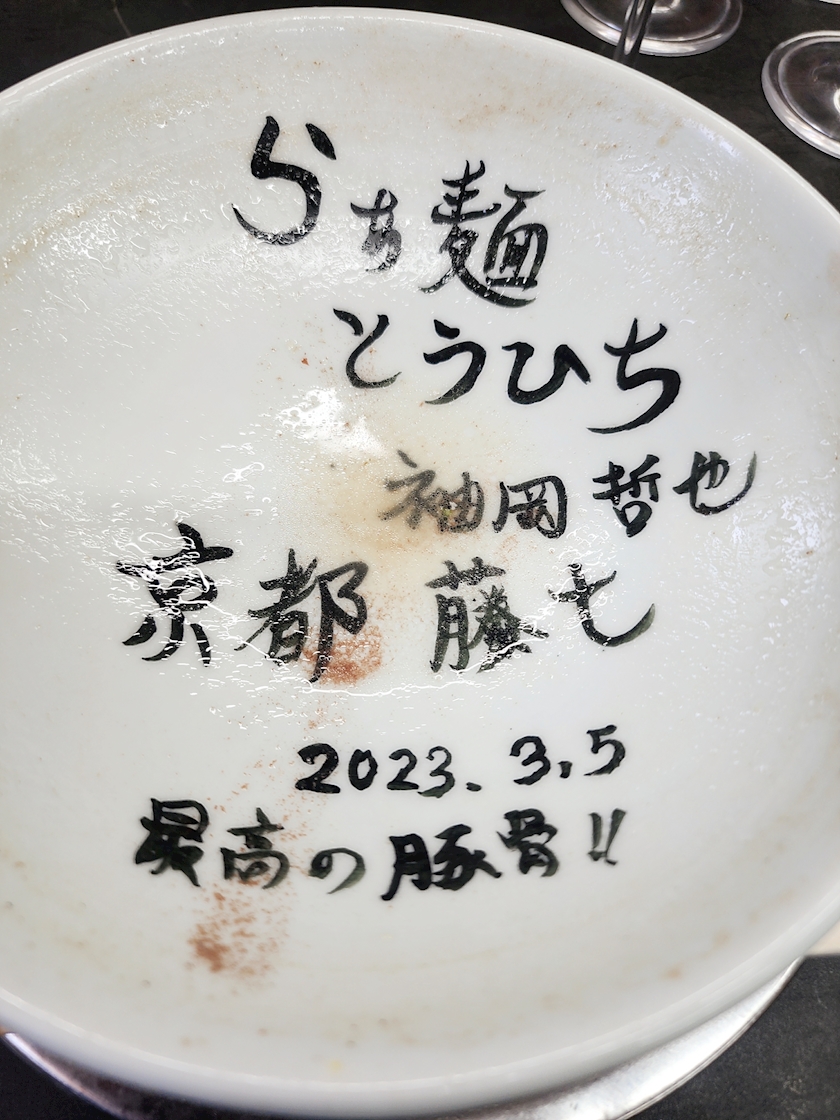 らぁ麺
とうひち
袖岡 哲也
京都 藤七
2023. 3.5
最高の豚骨!!